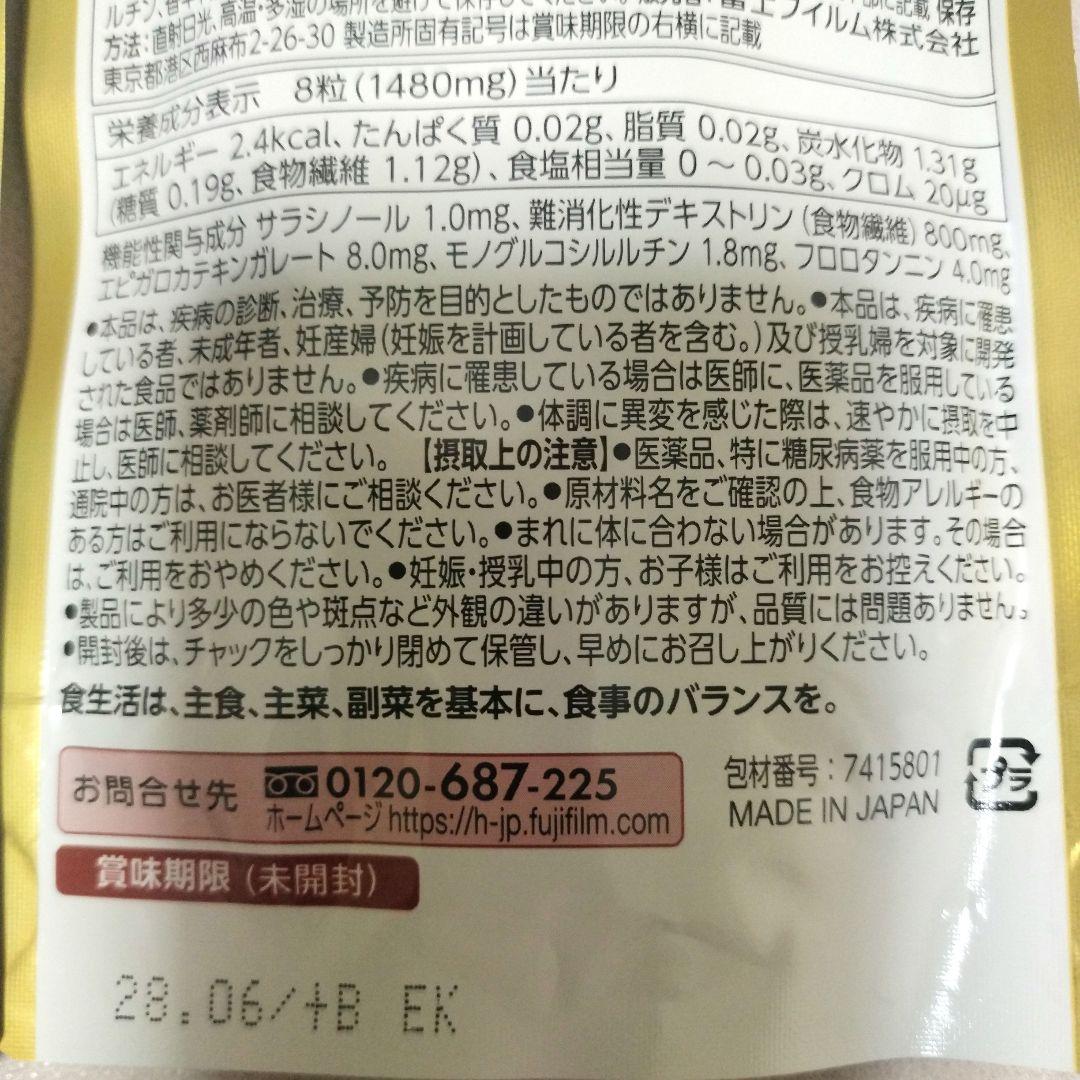 方法：直射日光、高温・多湿の場所を避けて保存してください。
フイルム株式会社
東京都港区西麻布2-26-30 製造所固有記号は賞味期限の右横に記載
栄養成分表示 8粒(1480mg)当たり
エネルギー 2.4kcal、たんぱく質 0.02g、脂質 0.02g、炭水化物 1.31g
(糖質 0.19g、食物繊維 1.12g)、食塩相当量 0 ～ 0.03g、クロム 20μg
機能性関与成分 サラシノール 1.0mg、難消化性デキストリン(食物繊維) 800mg、
エピガロカテキンガレート 8.0mg、モノグルコシルルチン 1.8mg、フロロタンニン 4.0mg
●本品は、疾病の診断、治療、予防を目的としたものではありません。●本品は、疾病に罹患
している者、未成年者、妊産婦(妊娠を計画している者を含む。)及び授乳婦を対象に開発
された食品ではありません。●疾病に罹患している場合は医師に、医薬品を服用している
場合は医師、薬剤師に相談してください。●体調に異変を感じた際は、速やかに摂取を中
止し、医師に相談してください。【摂取上の注意】●医薬品、特に糖尿病薬を服用中の方、
通院中の方は、お医者様にご相談ください。●原材料名をご確認の上、食物アレルギーの
ある方はご利用にならないでください。●まれに体に合わない場合があります。その場合
は、ご利用をおやめください。●妊娠・授乳中の方、お子様はご利用をお控えください。
●製品により多少の色や斑点など外観の違いがありますが、品質には問題ありません。
●開封後は、チャックをしっかり閉めて保管し、早めにお召し上がりください。
食生活は、主食、主菜、副菜を基本に、食事のバランスを。
お問合せ先 0120-687-225
ホームページ https://h-jp.fujifilm.com
包材番号：7415801
MADE IN JAPAN
プラ
賞味期限 (未開封)
28.06/+B EK